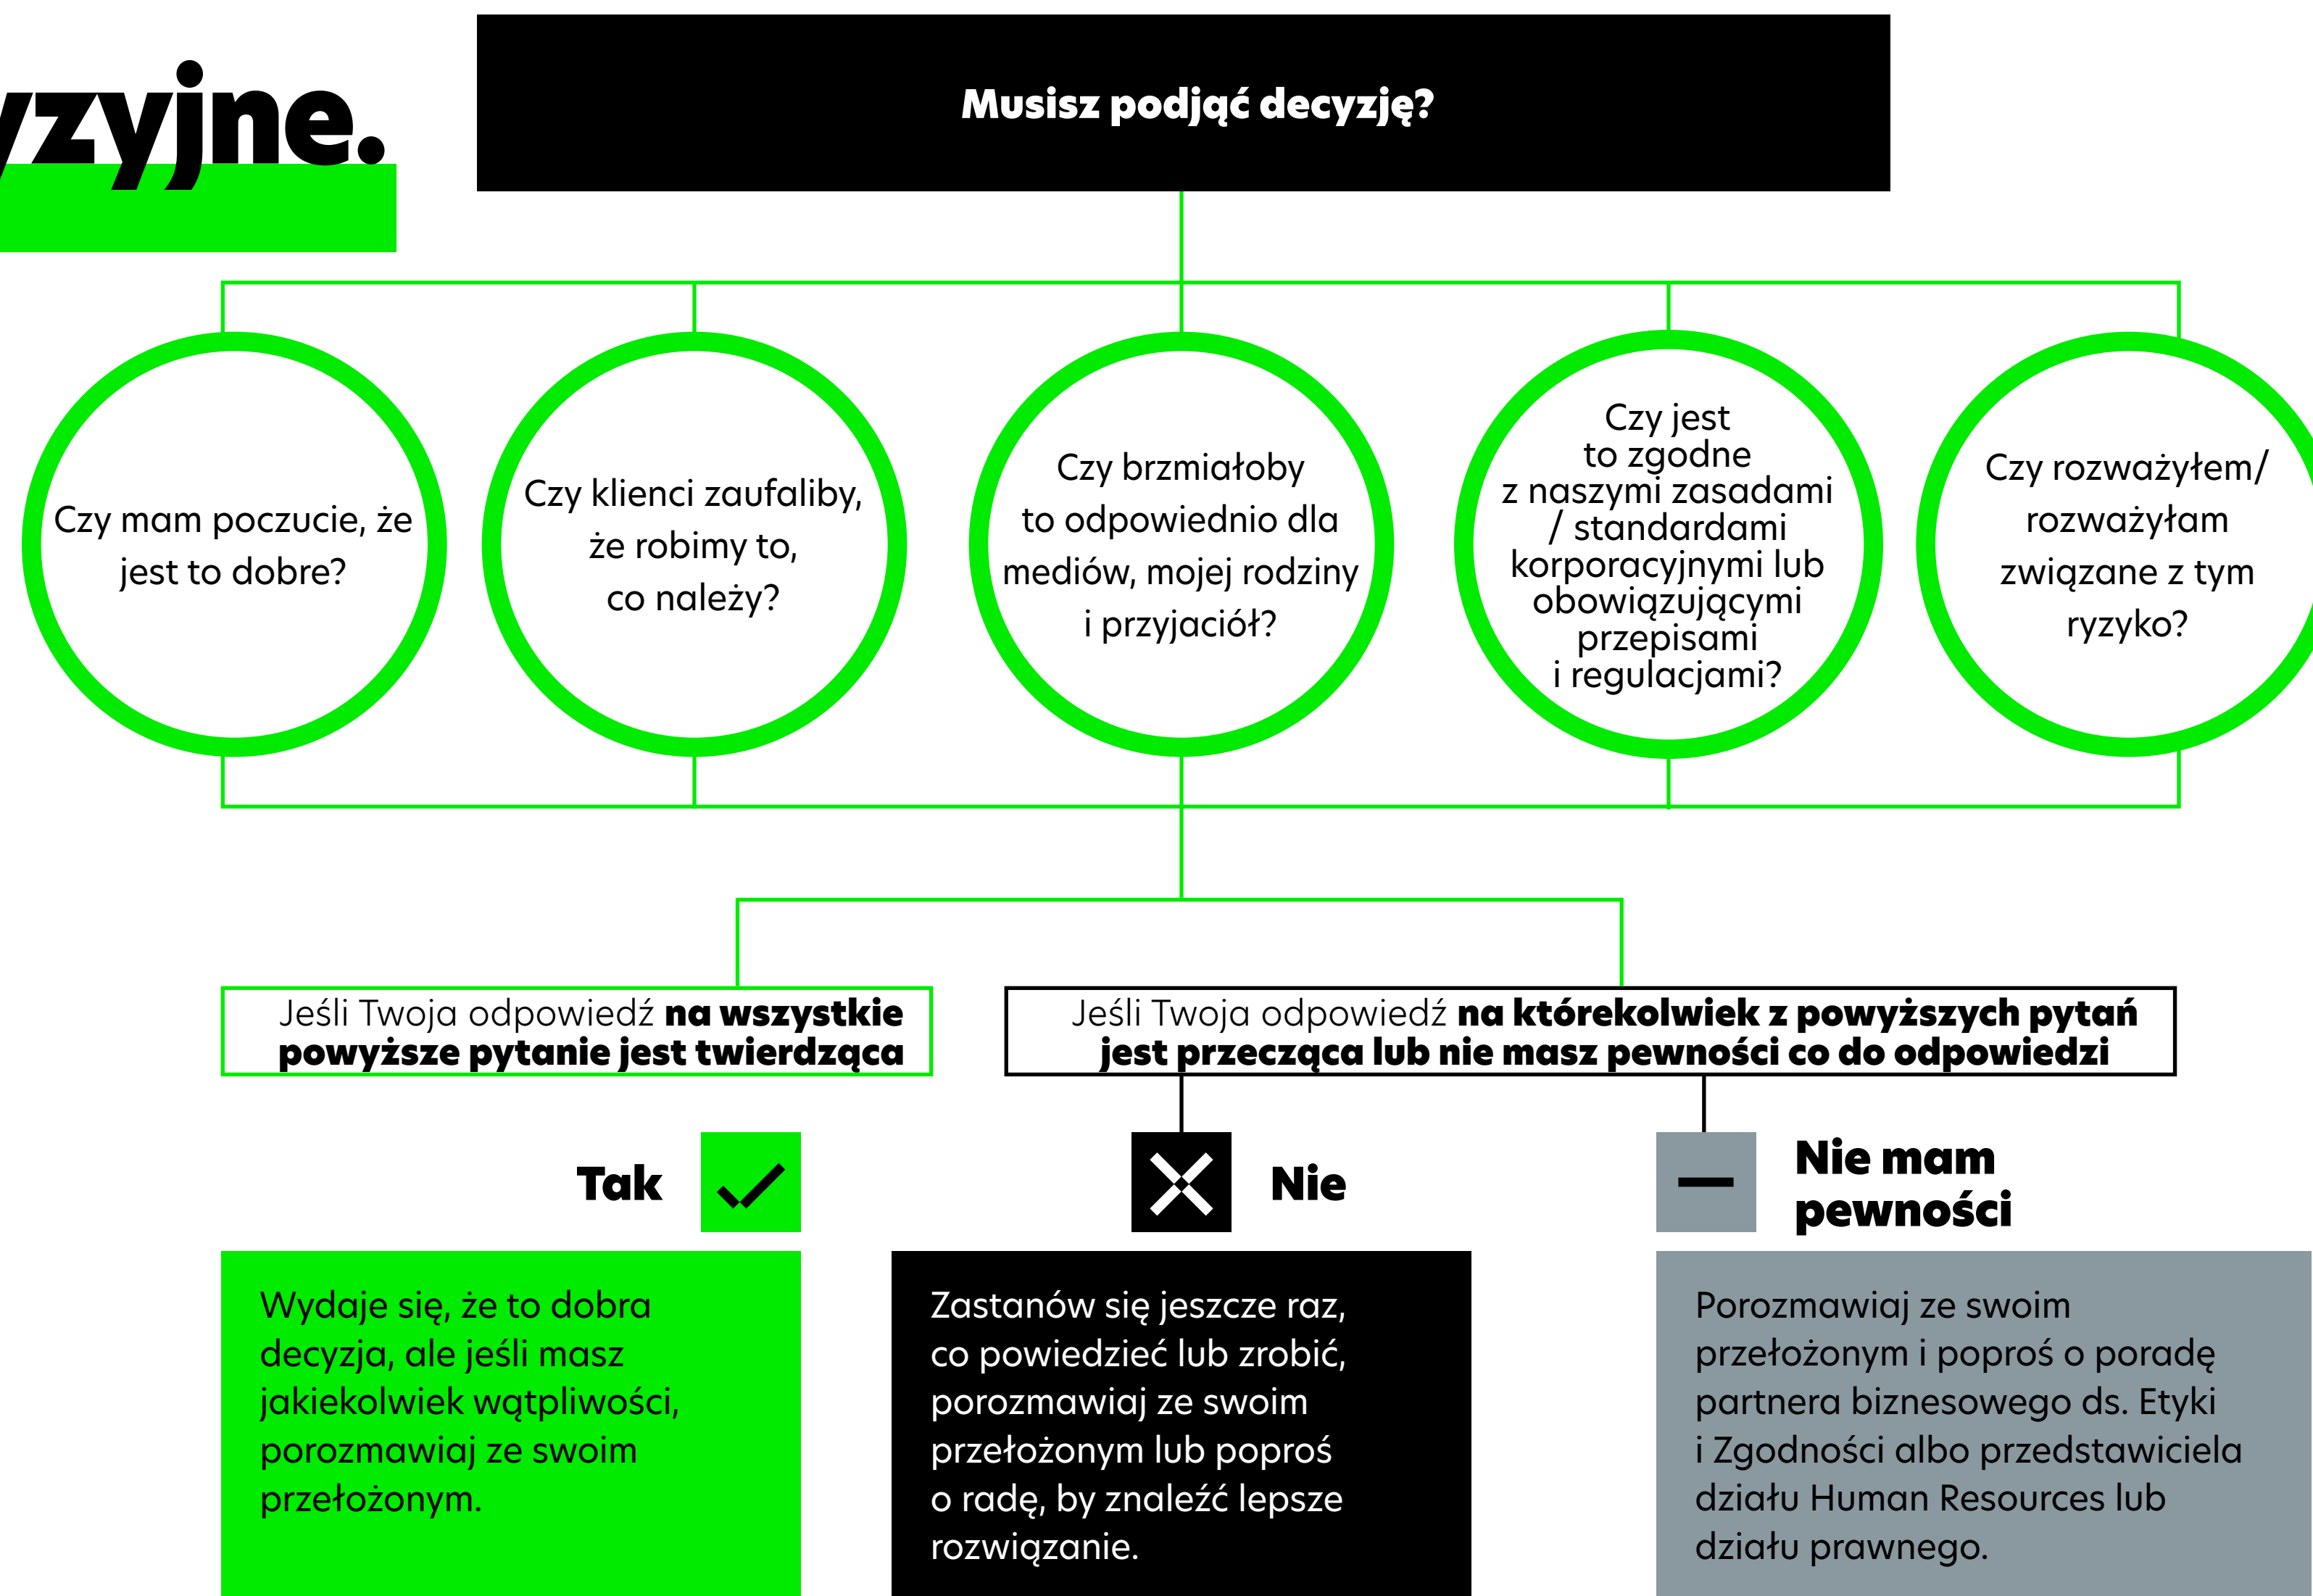 Musisz podjąć decyzję?
Czy mam poczucie, że
jest to dobre?
Czy klienci zaufaliby,
że robimy to,
co należy?
Czy brzmiałoby
to odpowiednio dla
mediów, mojej rodziny
i przyjaciół?
Czy jest
to zgodne
z naszymi zasadami
/ standardami
korporacyjnymi lub
obowiązującymi
przepisami
i regulacjami?
Czy rozważyłem/
rozważyłam
związane z tym
ryzyko?
Jeśli Twoja odpowiedź na wszystkie
powyższe pytanie jest twierdząca
Jeśli Twoja odpowiedź na którekolwiek z powyższych pytań
jest przecząca lub nie masz pewności co do odpowiedzi
Tak
Wydaje się, że to dobra
decyzja, ale jeśli masz
jakiekolwiek wątpliwości,
porozmawiaj ze swoim
przełożonym.
Nie
Zastanów się jeszcze raz,
co powiedzieć lub zrobić,
porozmawiaj ze swoim
przełożonym lub poproś
o radę, by znaleźć lepsze
rozwiązanie.
Nie mam
pewności
Porozmawiaj ze swoim
przełożonym i poproś o poradę
partnera biznesowego ds. Etyki
i Zgodności albo przedstawiciela
działu Human Resources lub
działu prawnego.